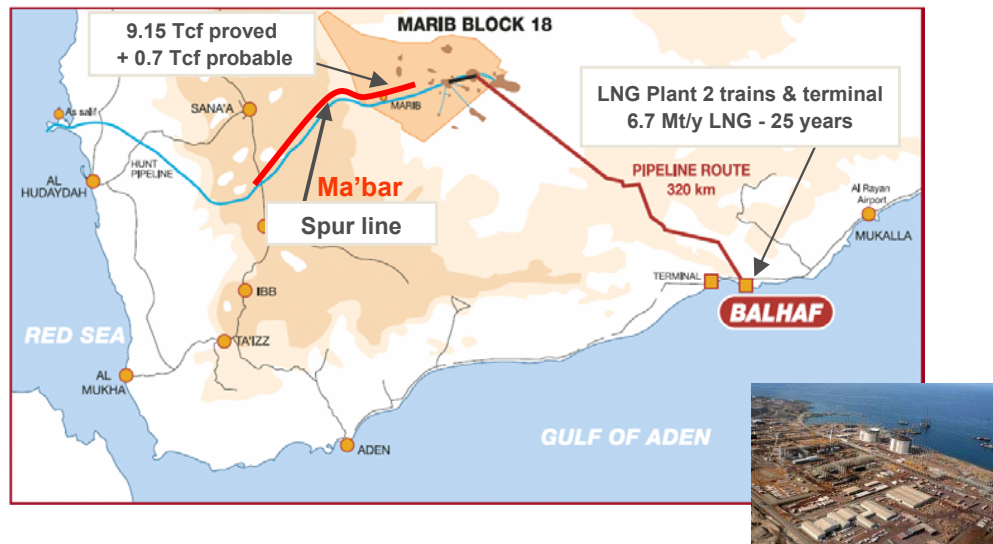 MARIB BLOCK 18
9.15 Tcf proved
+ 0.7 Tcf probable
LNG Plant 2 trains & terminal
6.7 Mt/y LNG - 25 years
As salif
SANA'A
MARIB
HUNT
PIPELINE
AL
HUDAYDAH
Ma'bar
Spur line
PIPELINE ROUTE
320 km
Al Rayan
Airport
MUKALLA
TERMINAL
BALHAF
IBB
RED SEA
TA'IZZ
AL
MUKHA
ADEN
GULF OF ADEN